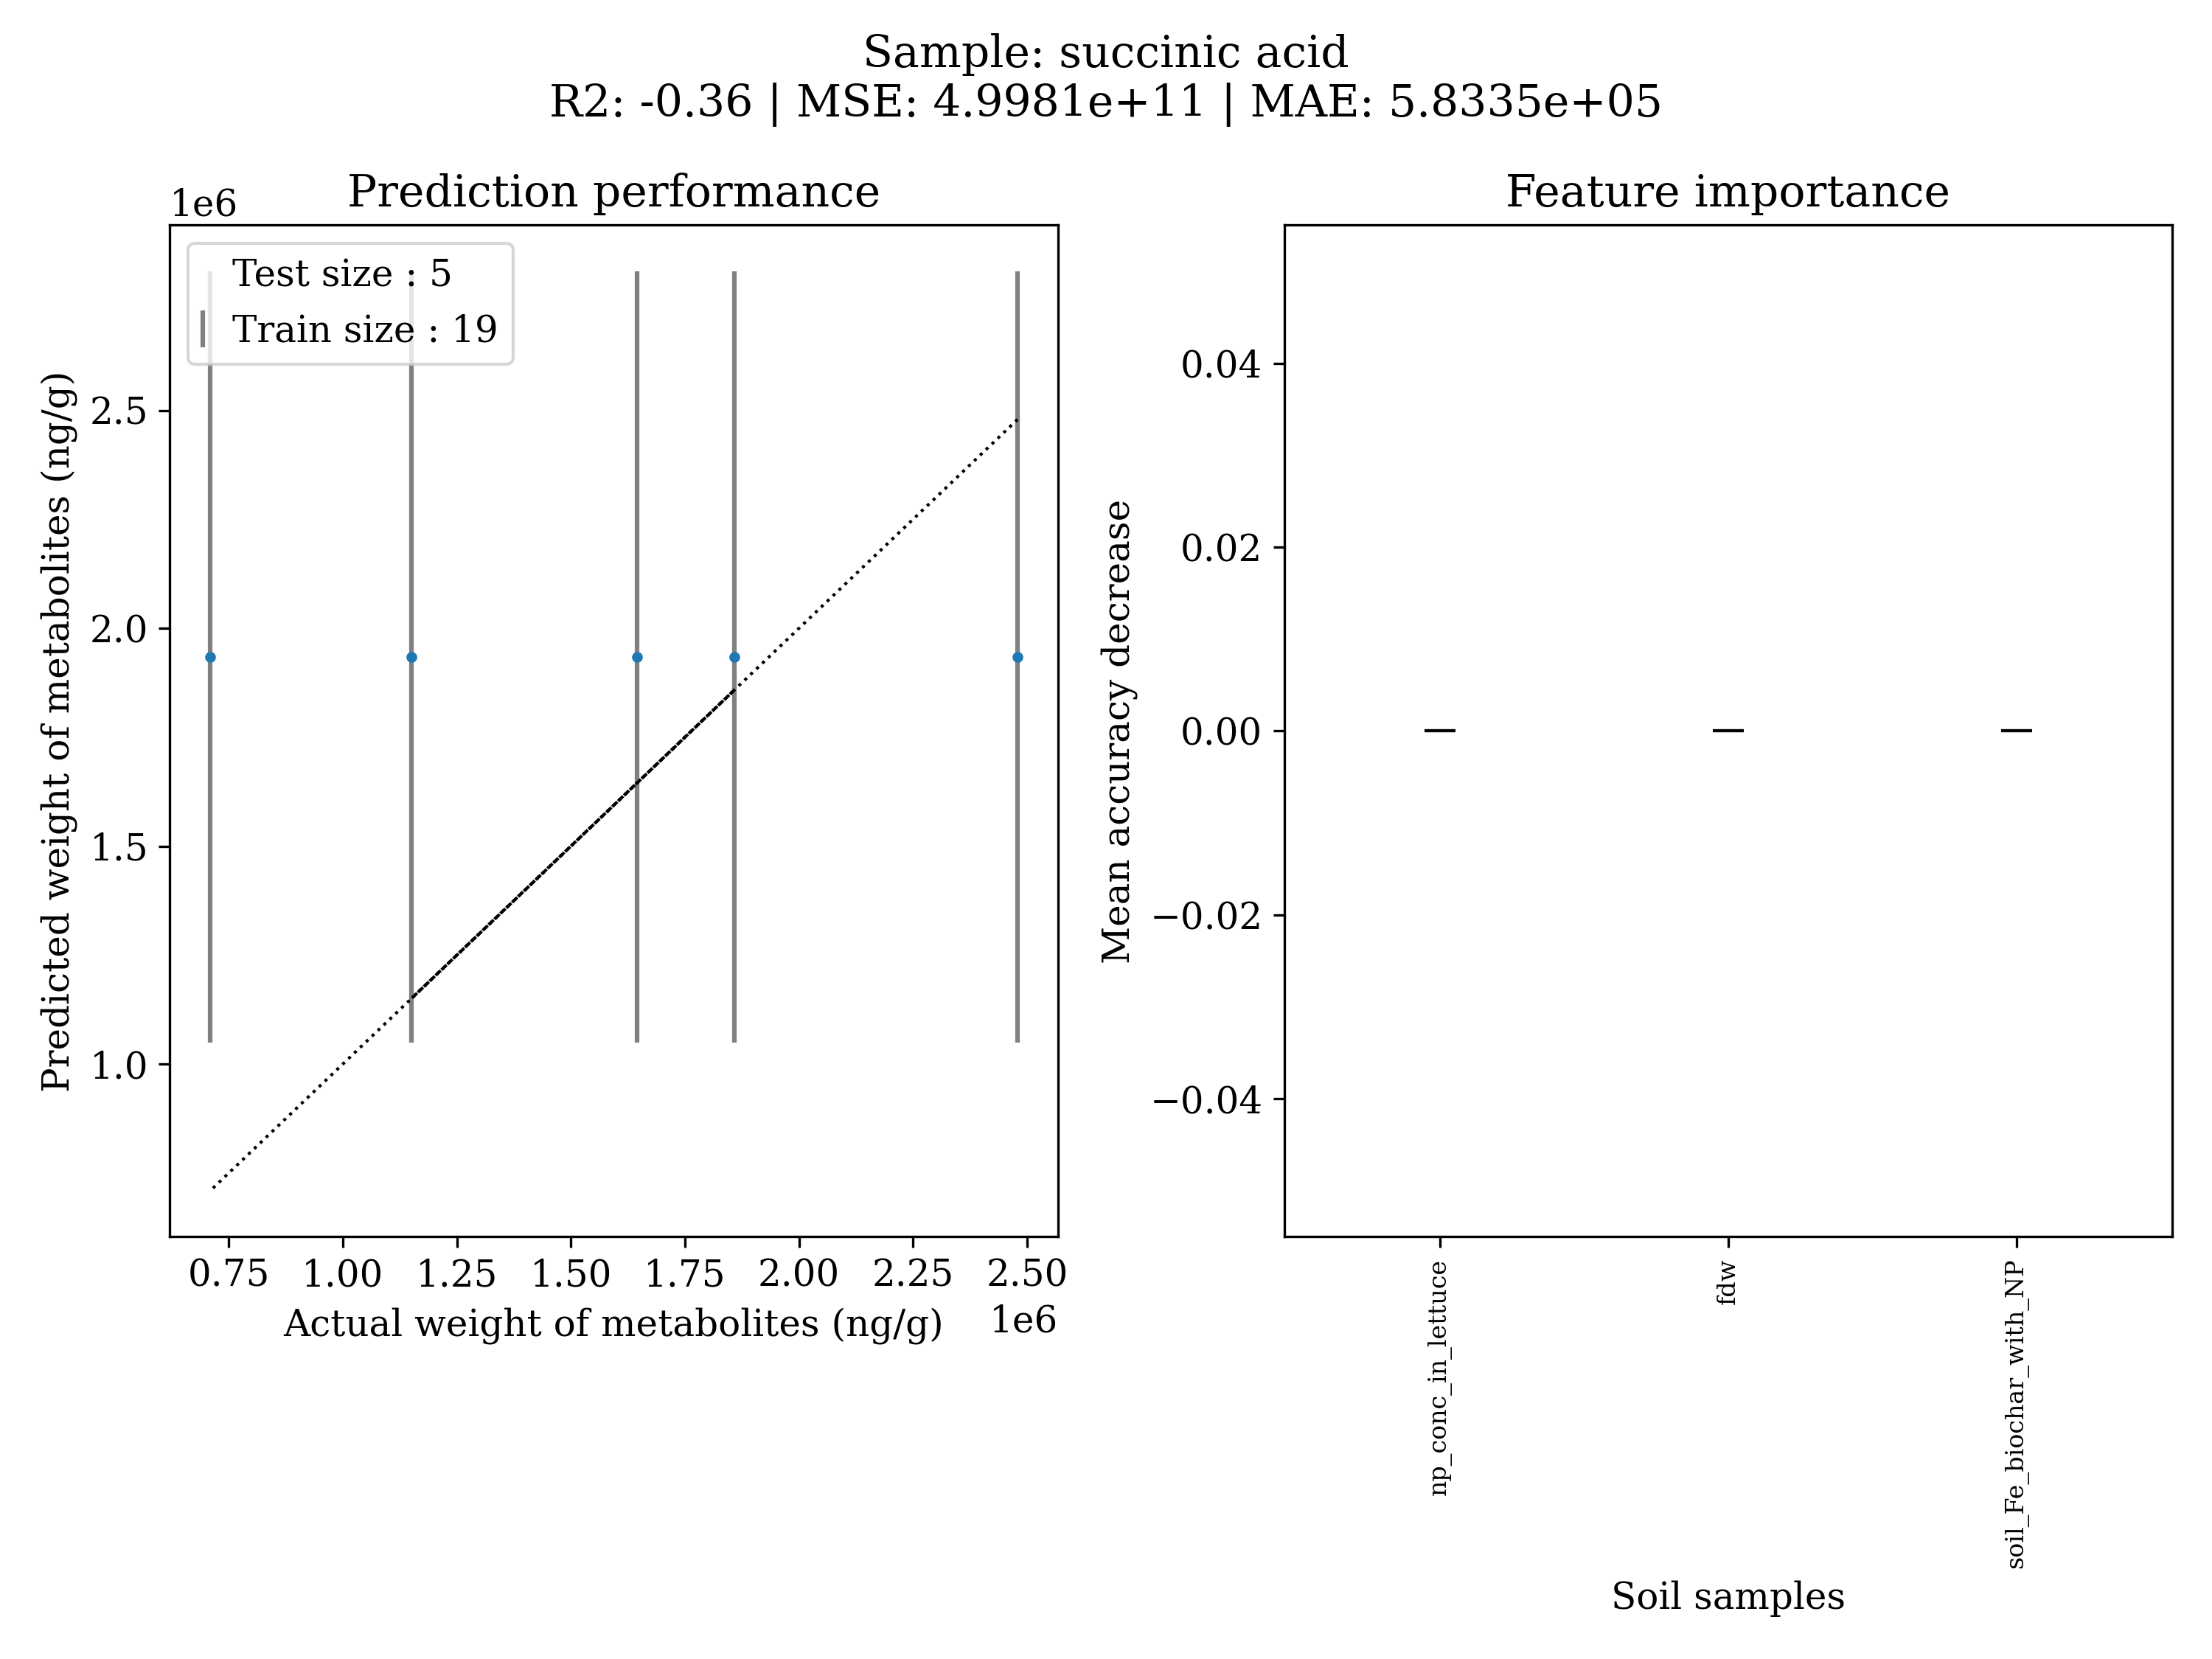 Sample: succinic acid
R2: -0.36 | MSE: 4.9981e+11 | MAE: 5.8335e+05
Prediction performance
1e6
Test size : 5
Train size : 19
Predicted weight of metabolites (ng/g)
2.5
2.0
1.5
1.0
0.75 1.00 1.25 1.50 1.75 2.00 2.25 2.50
Actual weight of metabolites (ng/g)
1e6
Feature importance
Mean accuracy decrease
0.04
0.02
0.00
−0.02
−0.04
np_conc_in_lettuce
fdw
soil_Fe_biochar_with_NP
Soil samples